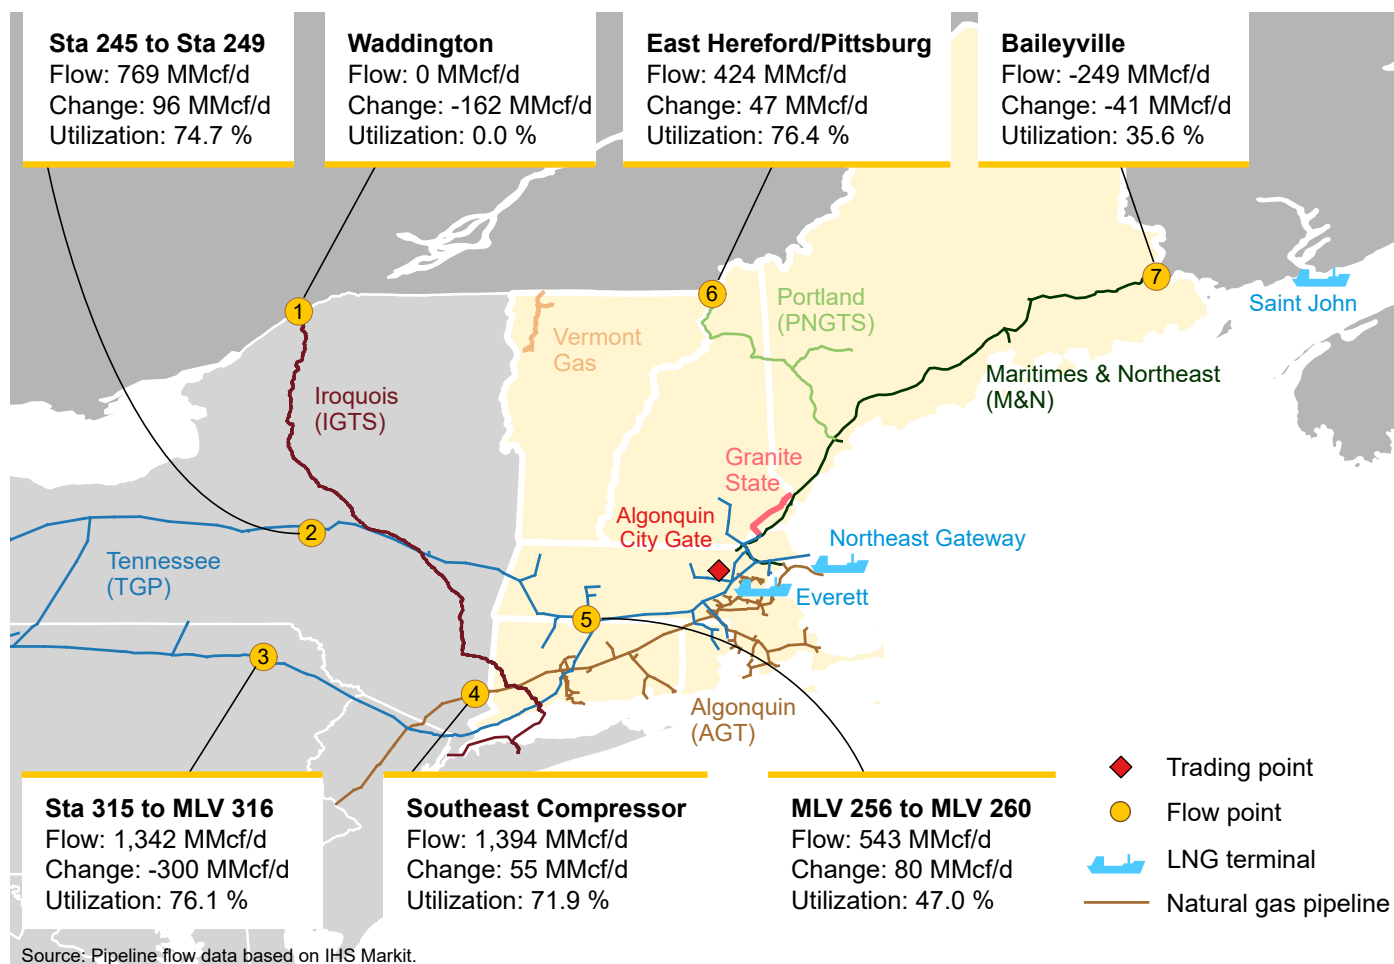 Sta 245 to Sta 249
Flow: 769 MMcf/d
Change: 96 MMcf/d
Utilization: 74.7 %
Waddington
Flow: 0 MMcf/d
Change: -162 MMcf/d
Utilization: 0.0 %
East Hereford/Pittsburg
Flow: 424 MMcf/d
Change: 47 MMcf/d
Utilization: 76.4 %
Baileyville
Flow: -249 MMcf/d
Change: -41 MMcf/d
Utilization: 35.6 %
1
6
7
Saint John
Portland
(PNGTS)
Vermont
Gas
Maritimes & Northeast
(M&N)
Iroquois
(IGTS)
Granite
State
Algonquin
City Gate
2
Northeast Gateway
Tennessee
(TGP)
Everett
5
3
4
Algonquin
(AGT)
Sta 315 to MLV 316
Flow: 1,342 MMcf/d
Change: -300 MMcf/d
Utilization: 76.1 %
Southeast Compressor
Flow: 1,394 MMcf/d
Change: 55 MMcf/d
Utilization: 71.9 %
MLV 256 to MLV 260
Flow: 543 MMcf/d
Change: 80 MMcf/d
Utilization: 47.0 %
Trading point
Flow point
LNG terminal
Natural gas pipeline
Source: Pipeline flow data based on IHS Markit.